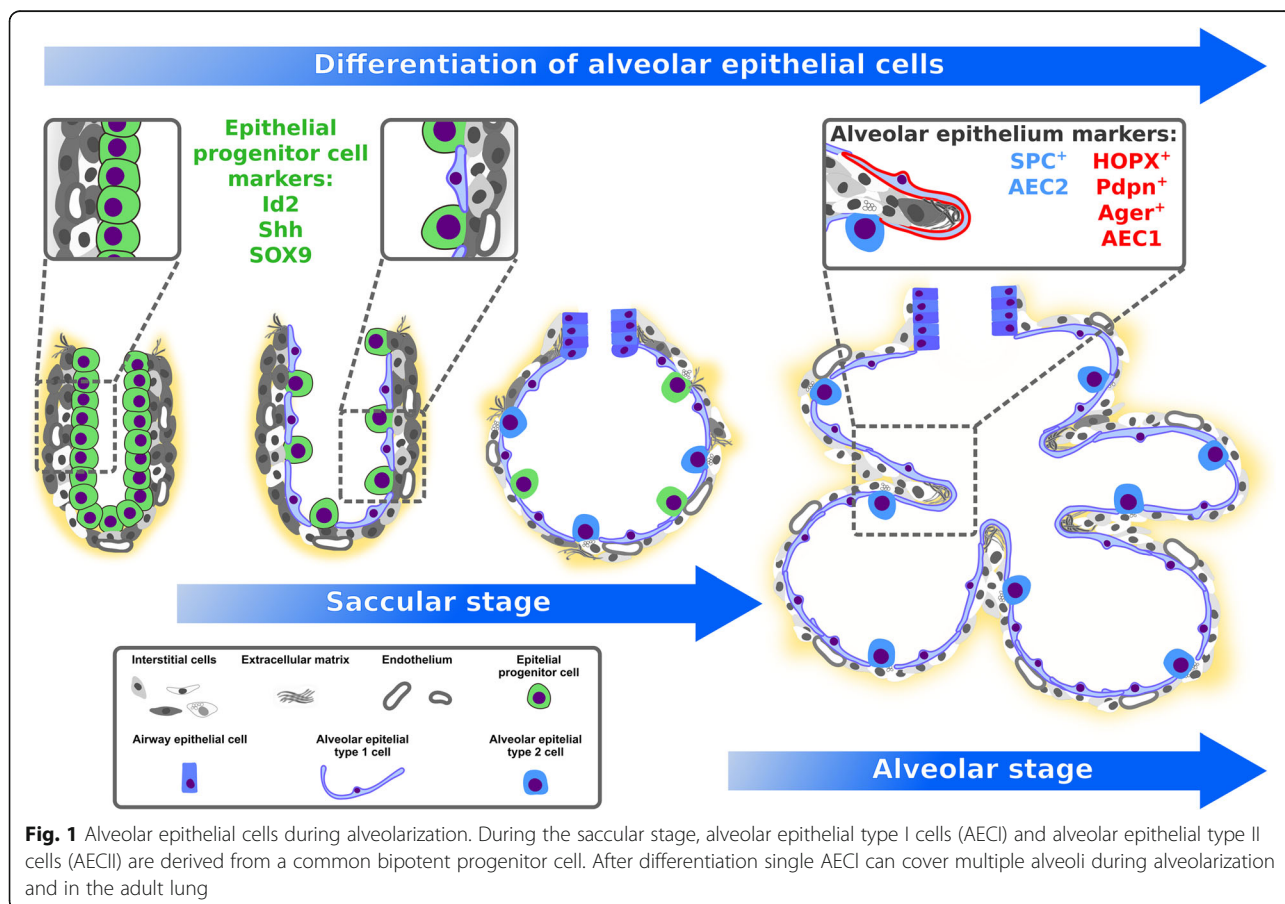 Differentiation of alveolar epithelial cells
Epithelial
progenitor cell
markers:
Id2
Shh
SOX9
Alveolar epithelium markers:
SPC⁺ HOPX⁺
AEC2 Pdpn⁺
Ager⁺
AEC1
Saccular stage
Interstitial cells Extracellular matrix Endothelium Epitelial
progenitor cell
Airway epithelial cell Alveolar epitelial
type 1 cell Alveolar epitelial
type 2 cell
Alveolar stage
Fig. 1 Alveolar epithelial cells during alveolarization. During the saccular stage, alveolar epithelial type I cells (AECI) and alveolar epithelial type II
cells (AECII) are derived from a common bipotent progenitor cell. After differentiation single AECI can cover multiple alveoli during alveolarization
and in the adult lung